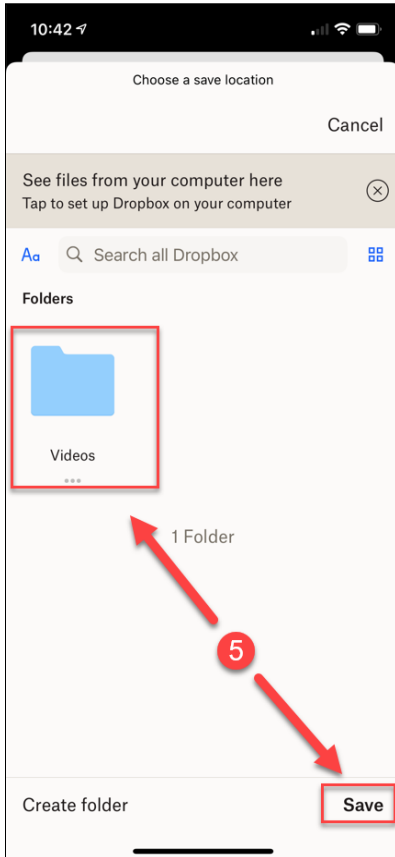 10:42
Choose a save location
Cancel
See files from your computer here
Tap to set up Dropbox on your computer
Aa
Search all Dropbox
Folders
Videos
1 Folder
5
Create folder
Save